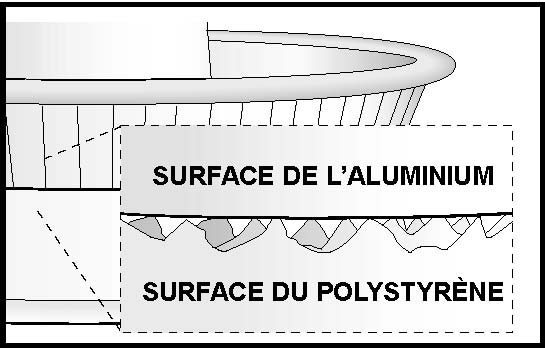 SURFACE DE L’ALUMINIUM
SURFACE DU POLYSTYRÈNE